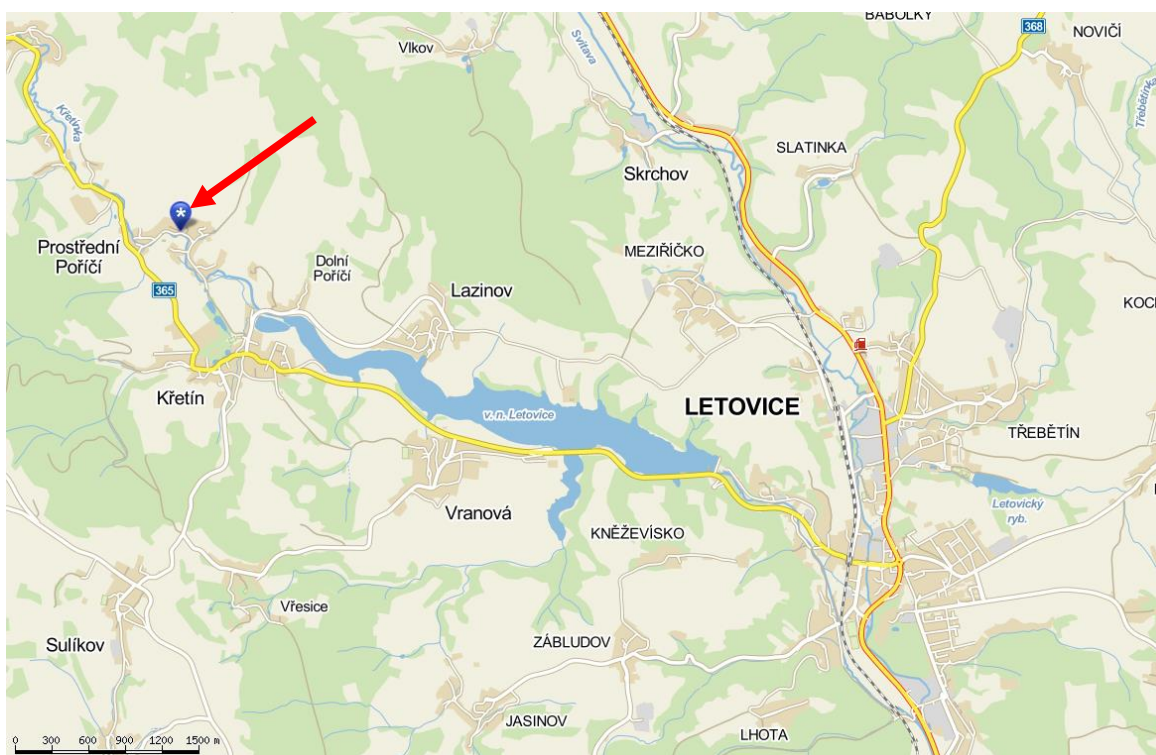 BABOLKY
368
NOVIČÍ
Vlkov
Svitava
Křetínka
Třebětínka
SLATINKA
Skrchov
Prostřední
Poříčí
MEZIŘÍČKO
Dolní
Poříčí
365
Lazinov
Křetín
v. n. Letovice
LETOVICE
TŘEBĚTÍN
Vranová
Letovický
ryb.
KNĚŽEVÍSKO
Vřesice
Sulíkov
ZÁBLUDOV
JASINOV
LHOTA
0 300 600 900 1200 1500 m